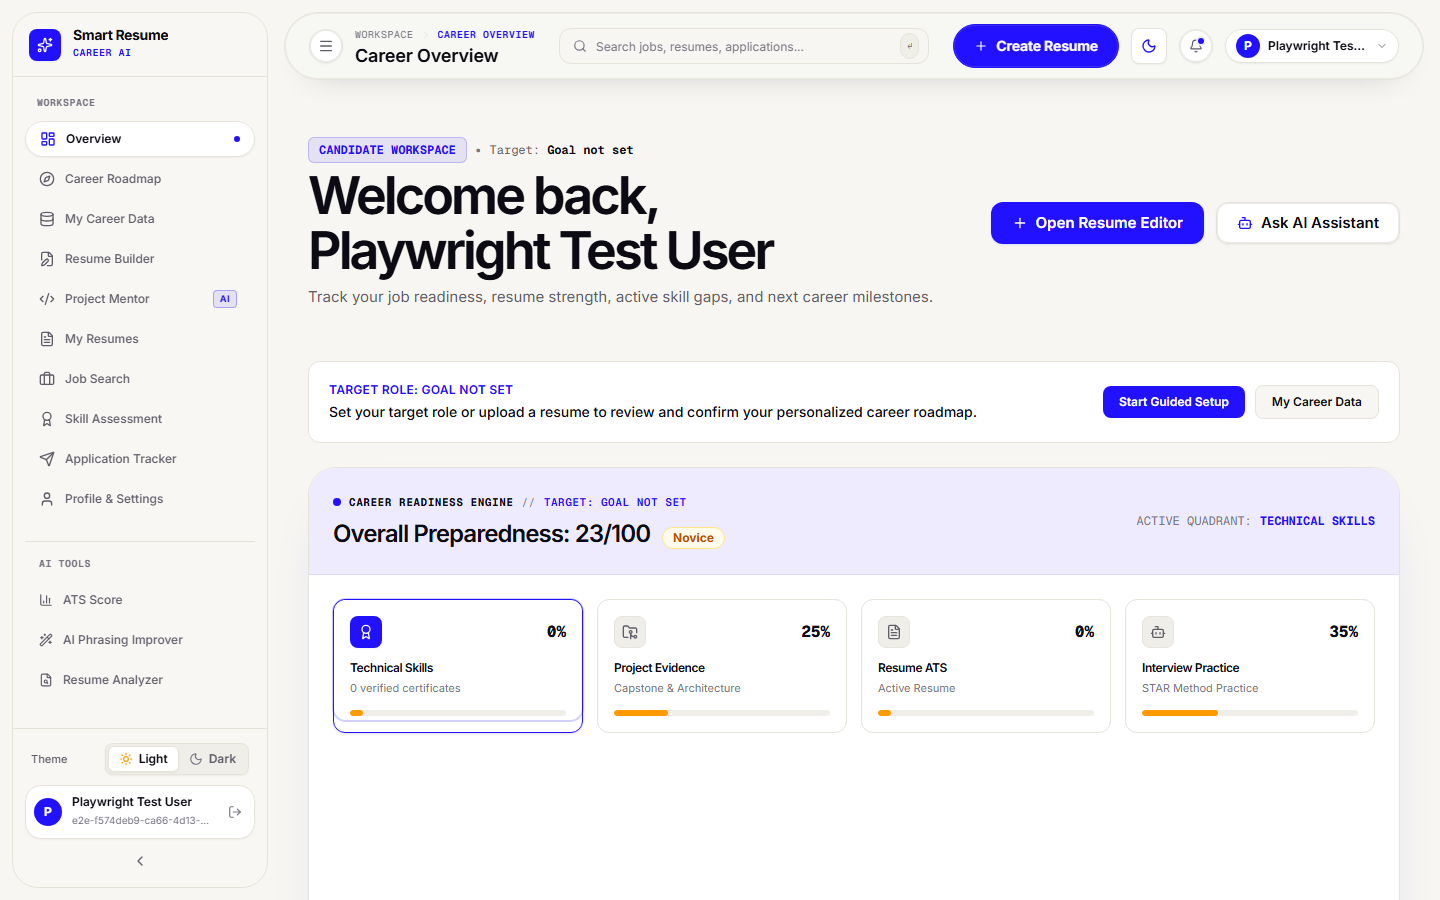 Smart Resume
CAREER AI
WORKSPACE
Overview
Career Roadmap
My Career Data
Resume Builder
Project Mentor AI
My Resumes
Job Search
Skill Assessment
Application Tracker
Profile & Settings
AI TOOLS
ATS Score
AI Phrasing Improver
Resume Analyzer
Theme Light Dark
P Playwright Test User
e2e-f574deb9-ca66-4d13-...
WORKSPACE CAREER OVERVIEW
Career Overview
Search jobs, resumes, applications...
Create Resume
P Playwright Tes...
CANDIDATE WORKSPACE • Target: Goal not set
Welcome back,
Playwright Test User
Track your job readiness, resume strength, active skill gaps, and next career milestones.
Open Resume Editor
Ask AI Assistant
TARGET ROLE: GOAL NOT SET
Set your target role or upload a resume to review and confirm your personalized career roadmap.
Start Guided Setup
My Career Data
CAREER READINESS ENGINE // TARGET: GOAL NOT SET
Overall Preparedness: 23/100 Novice
ACTIVE QUADRANT: TECHNICAL SKILLS
0%
Technical Skills
0 verified certificates
25%
Project Evidence
Capstone & Architecture
0%
Resume ATS
Active Resume
35%
Interview Practice
STAR Method Practice